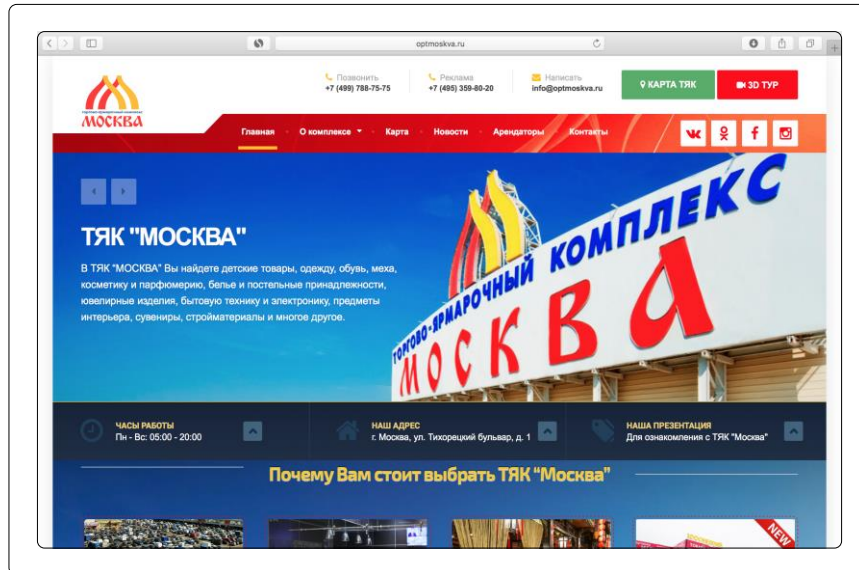 optmoskva.ru
Позвонить
+7 (499) 788-75-75
Реклама
+7 (495) 359-80-20
Написать
info@optmoskva.ru
КАРТА ТЯК
3D ТУР
МОСКВА
Главная
О комплексе
Карта
Новости
Арендаторы
Контакты
ТЯК "МОСКВА"
В ТЯК "МОСКВА" Вы найдете детские товары, одежду, обувь, меха,
косметику и парфюмерию, белье и постельные принадлежности,
ювелирные изделия, бытовую технику и электронику, предметы
интерьера, сувениры, стройматериалы и многое другое.
ТОРГОВО-ЯРМАРОЧНЫЙ КОМПЛЕКС
МОСКВА
ЧАСЫ РАБОТЫ
Пн - Вс: 05:00 - 20:00
НАШ АДРЕС
г. Москва, ул. Тихорецкий бульвар, д. 1
НАША ПРЕЗЕНТАЦИЯ
Для ознакомления с ТЯК "Москва"
Почему Вам стоит выбрать ТЯК “Москва”
NEW